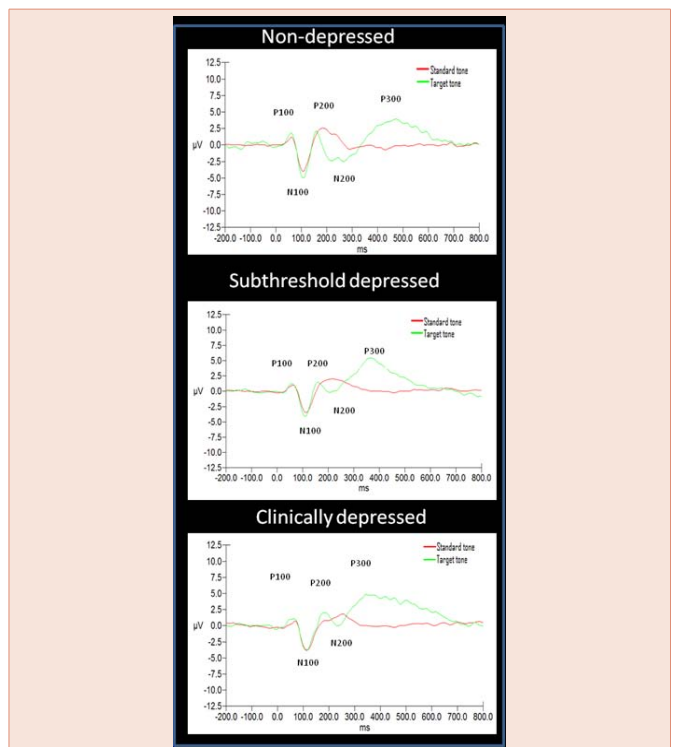 Non-depressed
12.5
10.0
7.5
5.0
2.5
µV 0.0
-2.5
-5.0
-7.5
-10.0
-12.5
Standard tone
Target tone
P100
P200
P300
N100
N200
-200.0 -100.0 0.0 100.0 200.0 300.0 400.0 500.0 600.0 700.0 800.0
ms
Subthreshold depressed
12.5
10.0
7.5
5.0
2.5
µV 0.0
-2.5
-5.0
-7.5
-10.0
-12.5
Standard tone
Target tone
P100
P200
P300
N100
N200
-200.0 -100.0 0.0 100.0 200.0 300.0 400.0 500.0 600.0 700.0 800.0
ms
Clinically depressed
12.5
10.0
7.5
5.0
2.5
µV 0.0
-2.5
-5.0
-7.5
-10.0
-12.5
Standard tone
Target tone
P100
P200
P300
N100
N200
-200.0 -100.0 0.0 100.0 200.0 300.0 400.0 500.0 600.0 700.0 800.0
ms